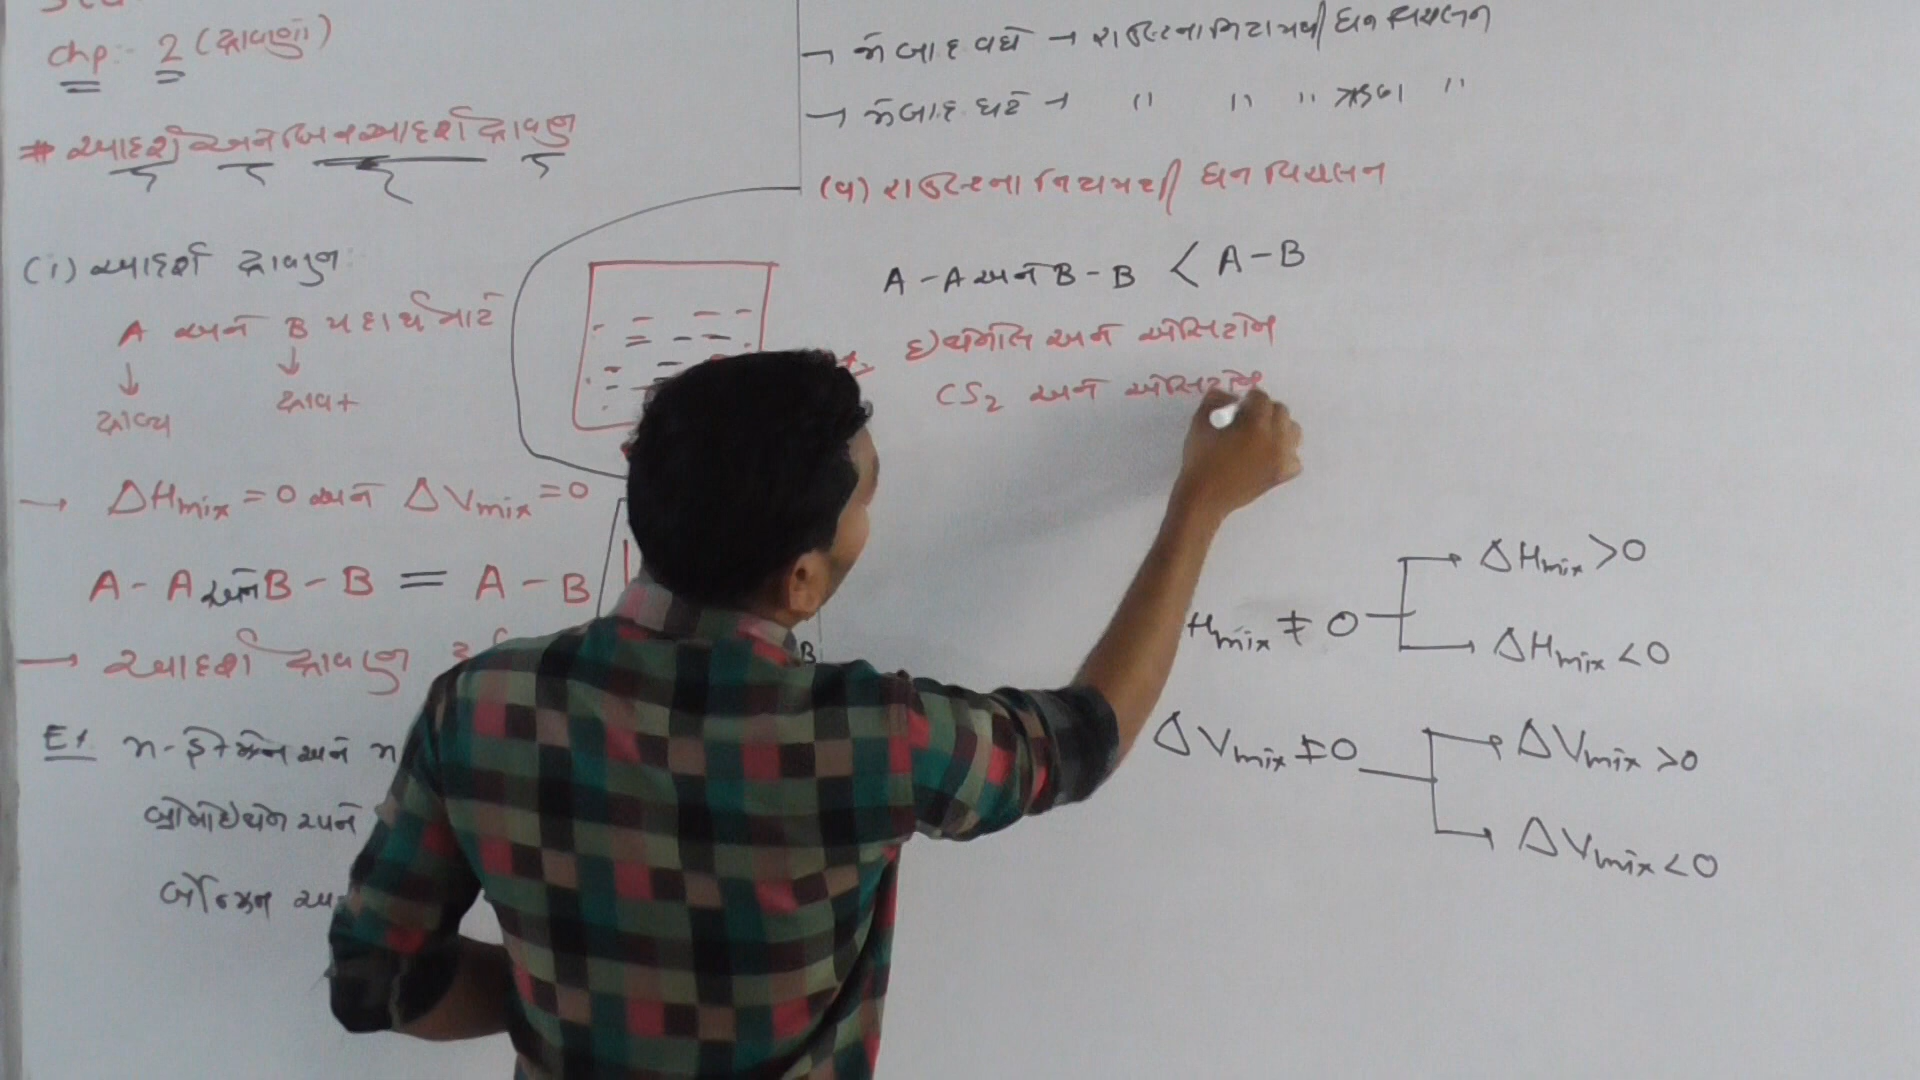 chp:- 2 (દ્રાવણો)
# આદર્શ અને બિનઆદર્શ દ્રાવણ
(i) આદર્શ દ્રાવણ:
A અને B પદાર્થ માટે
↓ ↓
દ્રાવ્ય દ્રાવક
→ ΔHmix = 0 અને ΔVmix = 0
A - A અને B - B = A - B
→ આદર્શ દ્રાવણ
Ex n- હેક્ઝેન અને n
બ્રોમોઇથેન અને
બેન્ઝિન
B
→ જો બાદ વધે → રાઉલ્ટના નિયમથી ધન વિચલન
→ જો બાદ ઘટે → '' '' '' ઋણ ''
(a) રાઉલ્ટના નિયમથી ધન વિચલન
A - A અને B - B < A - B
ઇથેનોલ અને એસિટોન
CS₂ અને એસિટોન
Hmix ≠ 0 → ΔHmix > 0
→ ΔHmix < 0
ΔVmix ≠ 0 → ΔVmix > 0
→ ΔVmix < 0